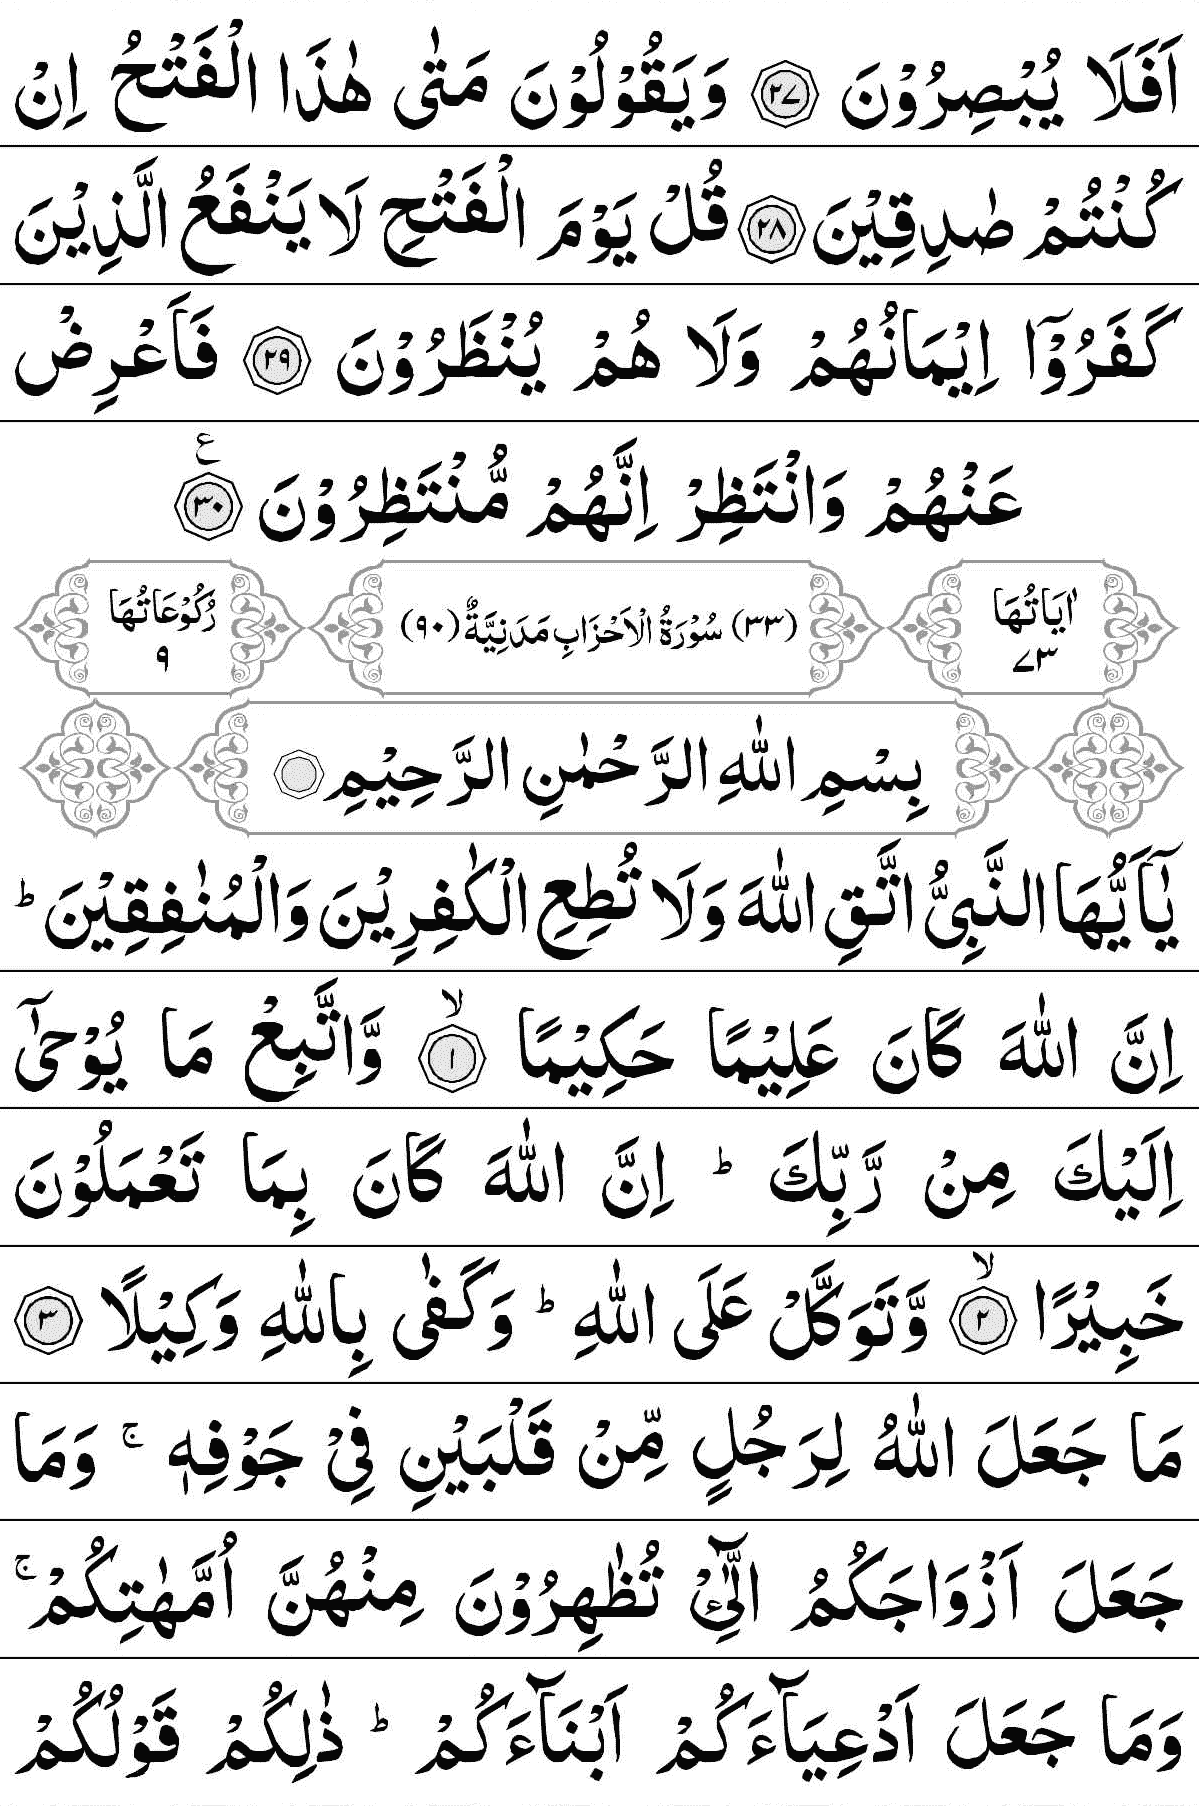 اَفَلَا يُبْصِرُوْنَ ۝٢٧ وَيَقُوْلُوْنَ مَتٰى هٰذَا الْفَتْحُ اِنْ
كُنْتُمْ صٰدِقِيْنَ ۝٢٨ قُلْ يَوْمَ الْفَتْحِ لَا يَنْفَعُ الَّذِيْنَ
كَفَرُوْٓا اِيْمَانُهُمْ وَلَا هُمْ يُنْظَرُوْنَ ۝٢٩ فَاَعْرِضْ
عَنْهُمْ وَانْتَظِرْ اِنَّهُمْ مُّنْتَظِرُوْنَ ۝٣٠ ع
اٰيَاتُهَا ٧٣ (٣٣) سُوْرَةُ الْاَحْزَابِ مَدَنِيَّةٌ (٩٠) رُكُوْعَاتُهَا ٩
بِسْمِ اللّٰهِ الرَّحْمٰنِ الرَّحِيْمِ
يٰٓاَيُّهَا النَّبِىُّ اتَّقِ اللّٰهَ وَلَا تُطِعِ الْكٰفِرِيْنَ وَالْمُنٰفِقِيْنَ ؕ
اِنَّ اللّٰهَ كَانَ عَلِيْمًا حَكِيْمًا ۝١ ۙ وَّاتَّبِعْ مَا يُوْحٰٓى
اِلَيْكَ مِنْ رَّبِّكَ ؕ اِنَّ اللّٰهَ كَانَ بِمَا تَعْمَلُوْنَ
خَبِيْرًا ۝٢ ۙ وَّتَوَكَّلْ عَلَى اللّٰهِ ؕ وَكَفٰى بِاللّٰهِ وَكِيْلًا ۝٣
مَا جَعَلَ اللّٰهُ لِرَجُلٍ مِّنْ قَلْبَيْنِ فِىْ جَوْفِهٖ ۚ وَمَا
جَعَلَ اَزْوَاجَكُمُ الّٰٓـِٔىْ تُظٰهِرُوْنَ مِنْهُنَّ اُمَّهٰتِكُمْ ۚ
وَمَا جَعَلَ اَدْعِيَآءَكُمْ اَبْنَآءَكُمْ ؕ ذٰلِكُمْ قَوْلُكُمْ